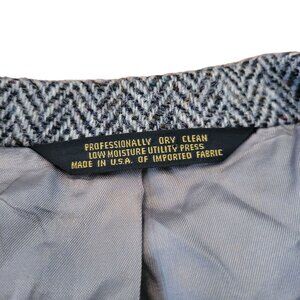 PROFESSIONALLY DRY CLEAN
LOW MOISTURE UTILITY PRESS
MADE IN U.S.A. OF IMPORTED FABRIC